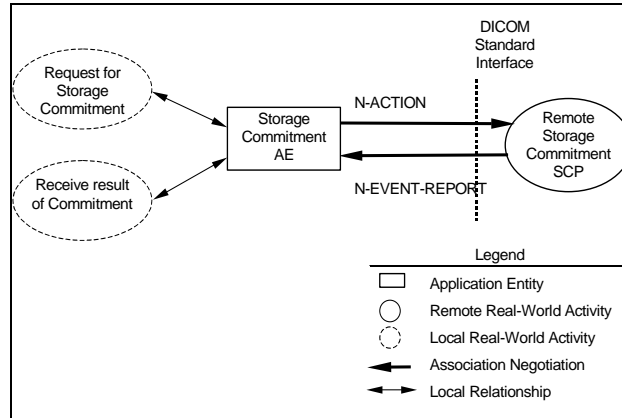 DICOM
Standard
Interface
Request for
Storage
Commitment
N-ACTION
Storage
Commitment
AE
Remote
Storage
Commitment
SCP
Receive result
of Commitment
N-EVENT-REPORT
Legend
Application Entity
Remote Real-World Activity
Local Real-World Activity
Association Negotiation
Local Relationship